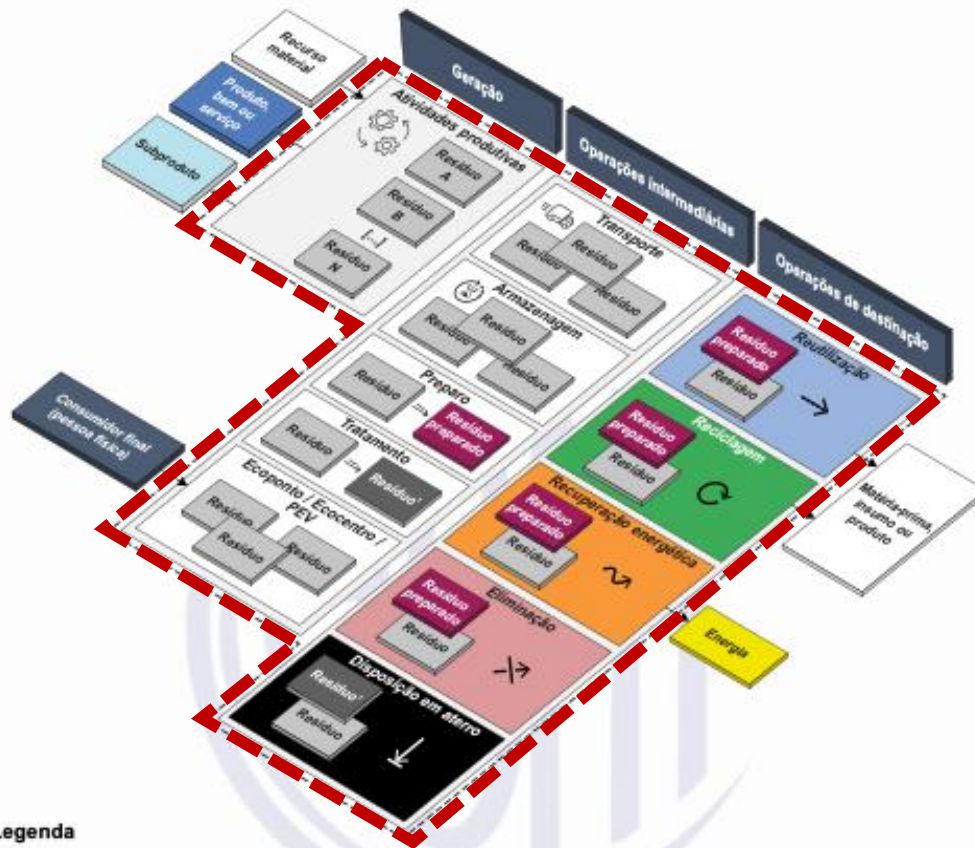 Recurso
material
Produto,
bem ou
serviço
Subproduto
Geração
Operações intermediárias
Operações de destinação
Atividades produtivas
Resíduo
A
Resíduo
B
[...]
Resíduo
N
Transporte
Resíduo
Resíduo
Resíduo
Armazenagem
Resíduo
Resíduo
Resíduo
Preparo
Resíduo
Resíduo
preparado
Tratamento
Resíduo
Resíduo'
Ecoponto / Ecocentro /
PEV
Resíduo
Resíduo
Resíduo
Consumidor final
(pessoa física)
Reutilização
Resíduo
preparado
Resíduo
Reciclagem
Resíduo
preparado
Resíduo
Recuperação energética
Resíduo
preparado
Resíduo
Eliminação
Resíduo
preparado
Resíduo
Disposição em aterro
Resíduo'
Resíduo
Matéria-prima,
insumo ou
produto
Energia
Legenda